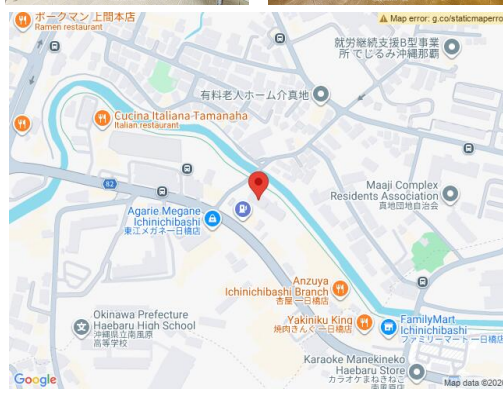 ポークマン 上間本店
Ramen restaurant
Map error: g.co/staticmaperro
就労継続支援B型事業
所 でじるみ沖縄那覇
有料老人ホーム介真地
Cucina Italiana Tamanaha
Italian restaurant
82
Maaji Complex
Residents Association
真地団地自治会
Agarie Megane
Ichinichibashi
東江メガネ一日橋店
Anzuya
Ichinichibashi Branch
杏屋 一日橋店
Okinawa Prefecture
Haebaru High School
沖縄県立南風原
高等学校
Yakiniku King
焼肉きんぐ 一日橋店
FamilyMart
Ichinichibashi
ファミリーマート 一日橋店
Karaoke Manekineko
Haebaru Store
カラオケまねきねこ
南風原店
Google
Map data ©2026